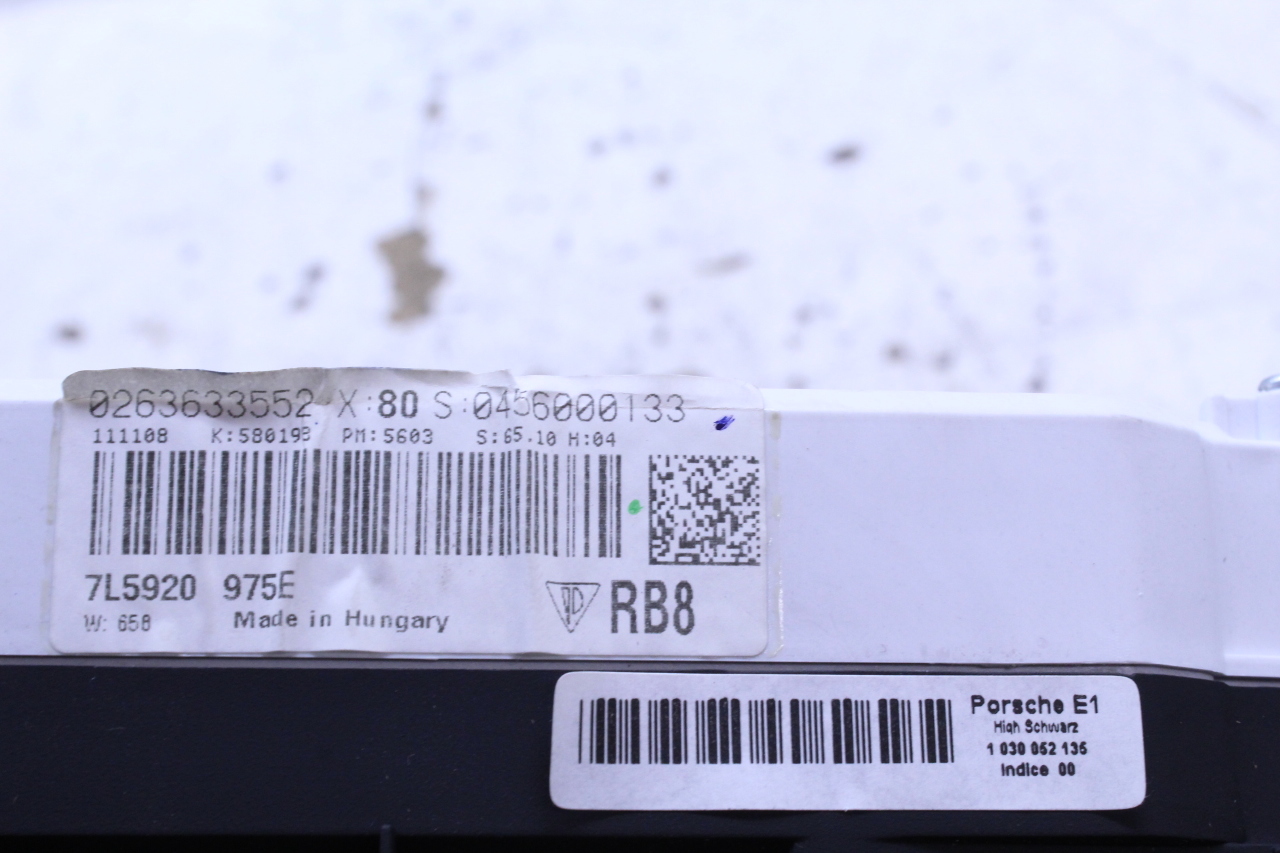 0263633552 X:80 S:0456000133
111108 K:580193 PM:5603 S:65.10 H:04
7L5920 975E
RB8
W: 658 Made in Hungary
Porsche E1
High Schwarz
1 030 052 135
Indice 00